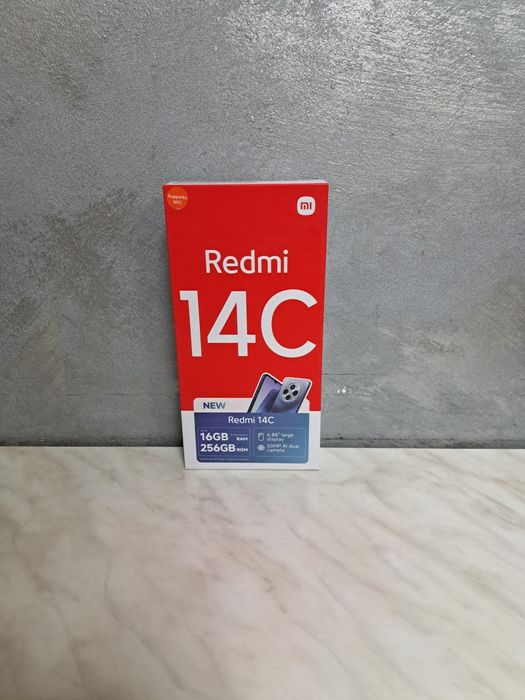 Supports
NFC
mi
Redmi
14C
NEW
Redmi 14C
16GB RAM
256GB ROM
6.88" large
display
50MP AI dual
camera